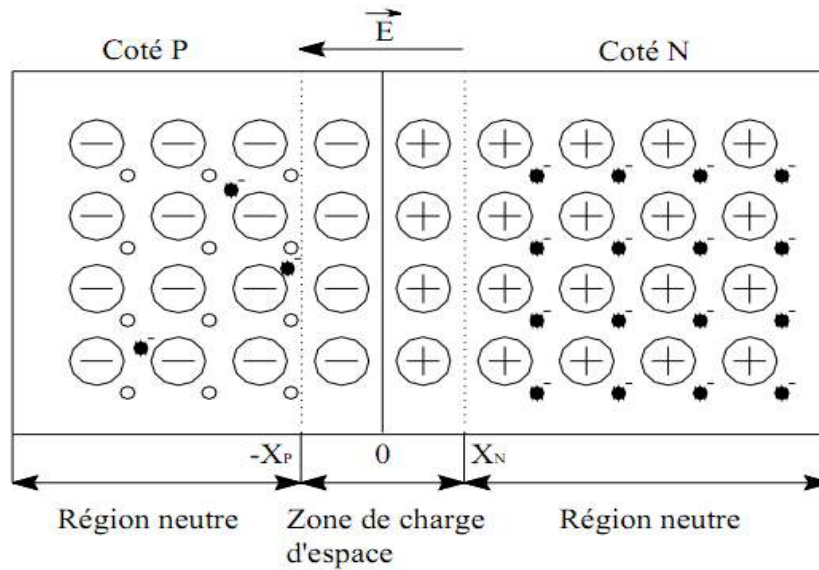 E
Coté P
Coté N
-XP
0
XN
Région neutre
Zone de charge
d'espace
Région neutre